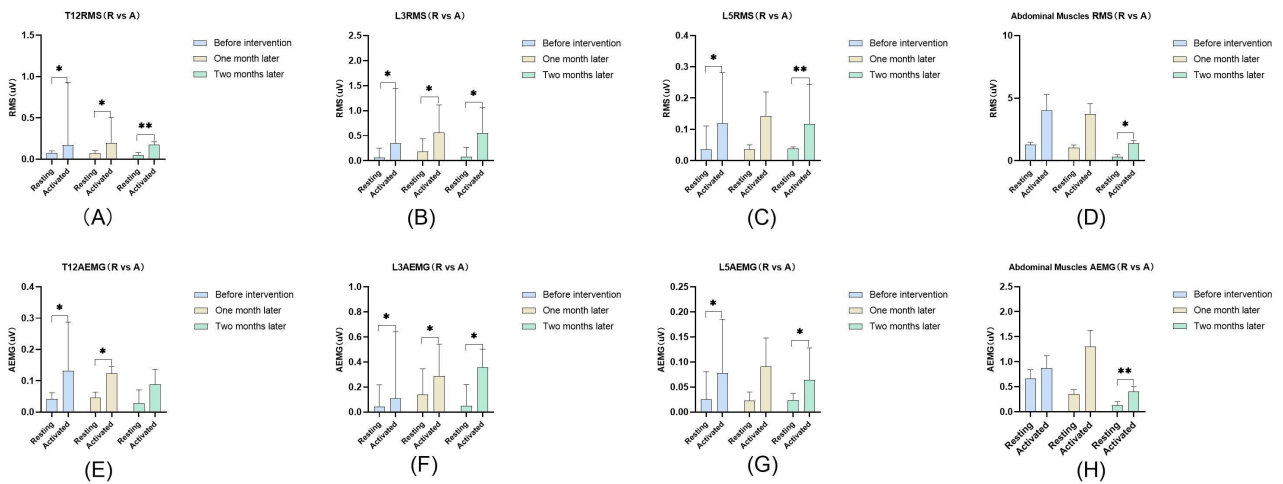 T12RMS(R vs A)
RMS(uV)
1.5
1.0
0.5
0.0
*
*
**
Resting
Activated
Resting
Activated
Resting
Activated
Before intervention
One month later
Two months later
(A)
L3RMS(R vs A)
RMS(uV)
2.5
2.0
1.5
1.0
0.5
0.0
*
*
*
Resting
Activated
Resting
Activated
Resting
Activated
Before intervention
One month later
Two months later
(B)
L5RMS(R vs A)
RMS(uV)
0.4
0.3
0.2
0.1
0.0
*
**
Resting
Activated
Resting
Activated
Resting
Activated
Before intervention
One month later
Two months later
(C)
Abdominal Muscles RMS(R vs A)
RMS(uV)
10
5
0
*
Resting
Activated
Resting
Activated
Resting
Activated
Before intervention
One month later
Two months later
(D)
T12AEMG(R vs A)
AEMG(uV)
0.4
0.3
0.2
0.1
0.0
*
*
Resting
Activated
Resting
Activated
Resting
Activated
Before intervention
One month later
Two months later
(E)
L3AEMG(R vs A)
AEMG(uV)
1.0
0.8
0.6
0.4
0.2
0.0
*
*
*
Resting
Activated
Resting
Activated
Resting
Activated
Before intervention
One month later
Two months later
(F)
L5AEMG(R vs A)
AEMG(uV)
0.25
0.20
0.15
0.10
0.05
0.00
*
*
Resting
Activated
Resting
Activated
Resting
Activated
Before intervention
One month later
Two months later
(G)
Abdominal Muscles AEMG(R vs A)
AEMG(uV)
2.5
2.0
1.5
1.0
0.5
0.0
**
Resting
Activated
Resting
Activated
Resting
Activated
Before intervention
One month later
Two months later
(H)